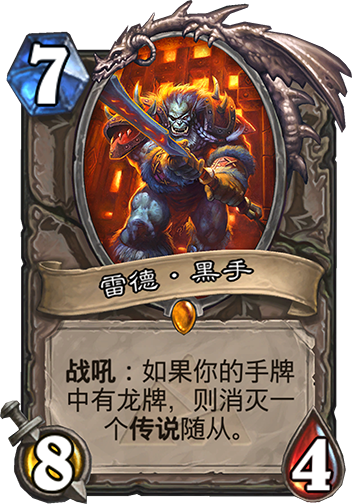 7
雷德·黑手
战吼：如果你的手牌
中有龙牌，则消灭一
个传说随从。
8
4